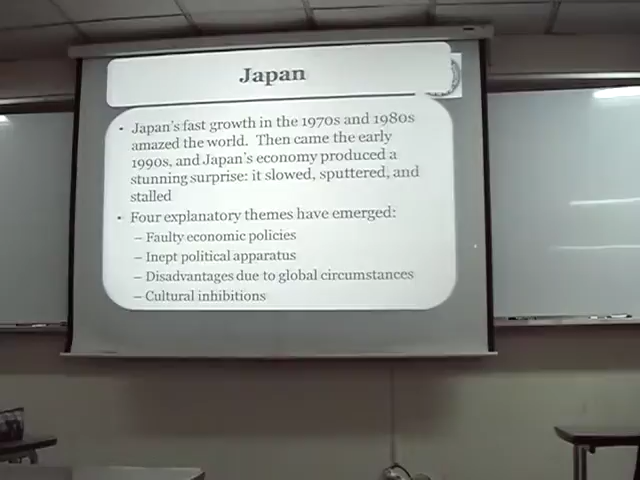 Japan
• Japan's fast growth in the 1970s and 1980s
amazed the world. Then came the early
1990s, and Japan's economy produced a
stunning surprise: it slowed, sputtered, and
stalled
• Four explanatory themes have emerged:
– Faulty economic policies
– Inept political apparatus
– Disadvantages due to global circumstances
– Cultural inhibitions